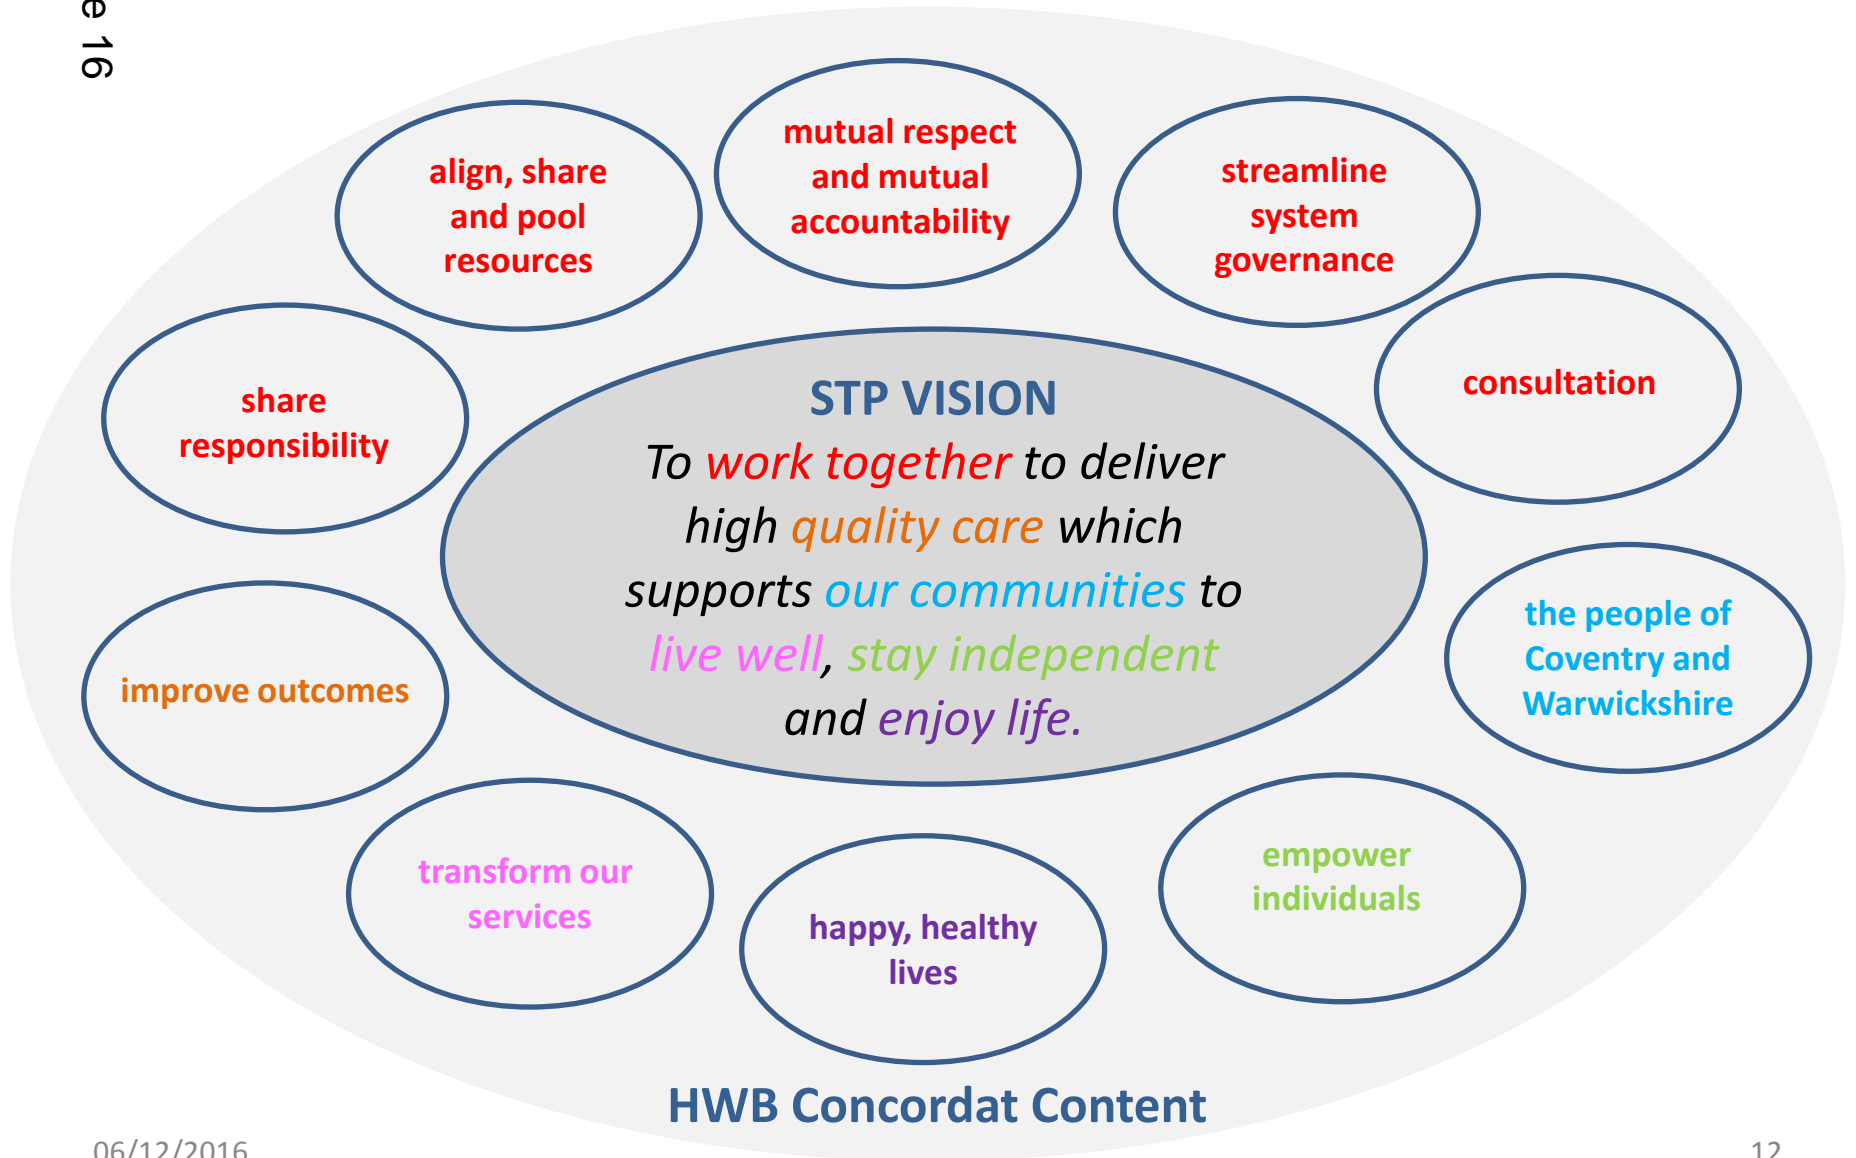 e 16
mutual respect
and mutual
accountability
align, share
and pool
resources
streamline
system
governance
share
responsibility
consultation
STP VISION
To work together to deliver
high quality care which
supports our communities to
live well, stay independent
and enjoy life.
improve outcomes
the people of
Coventry and
Warwickshire
transform our
services
happy, healthy
lives
empower
individuals
HWB Concordat Content
06/12/2016
12